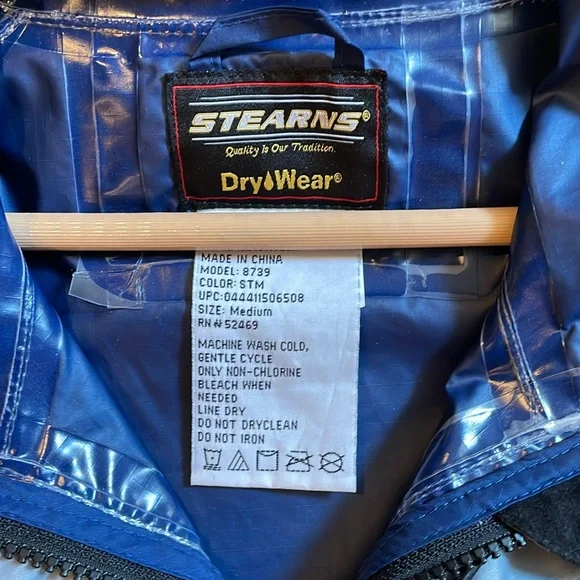 STEARNS®
Quality is Our Tradition.
Dry Wear®
MADE IN CHINA
MODEL: 8739
COLOR: STM
UPC:044411506508
SIZE: Medium
RN#52469
MACHINE WASH COLD,
GENTLE CYCLE
ONLY NON-CHLORINE
BLEACH WHEN
NEEDED
LINE DRY
DO NOT DRYCLEAN
DO NOT IRON